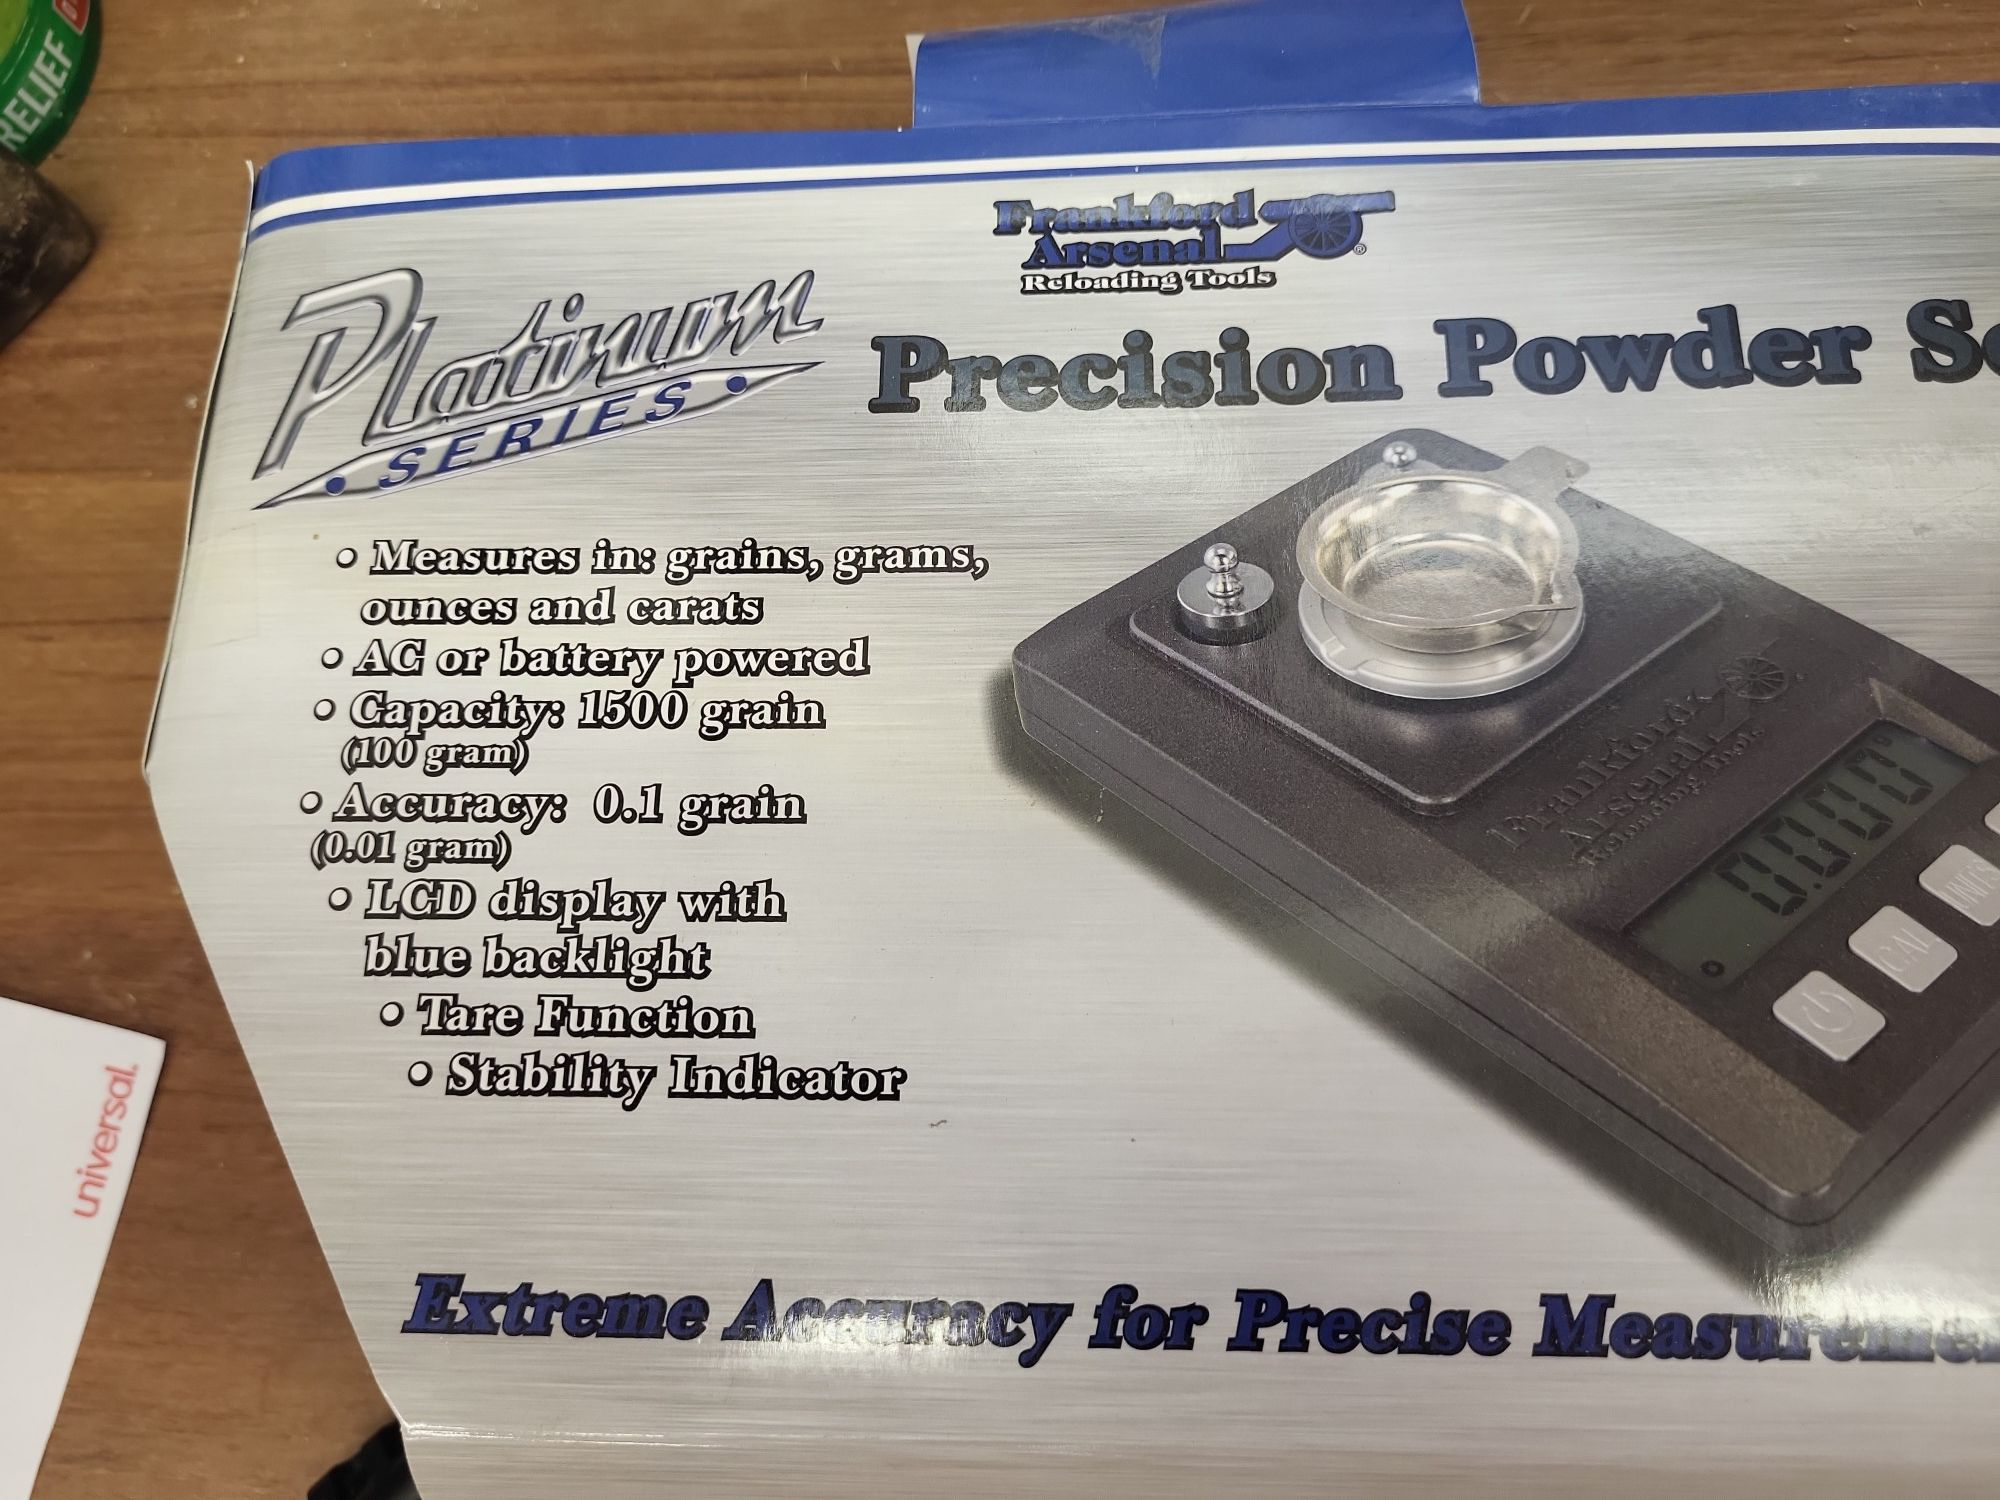 RELIEF
Frankford
Arsenal
®
Reloading Tools
Platinum
• SERIES •
Precision Powder
• Measures in: grains, grams,
ounces and carats
• AC or battery powered
• Capacity: 1500 grain
(100 gram)
• Accuracy: 0.1 grain
(0.01 gram)
• LCD display with
blue backlight
• Tare Function
• Stability Indicator
Frankford
Arsenal
Reloading Tools
UNITS
CAL
universal.
Extreme Accuracy for Precise